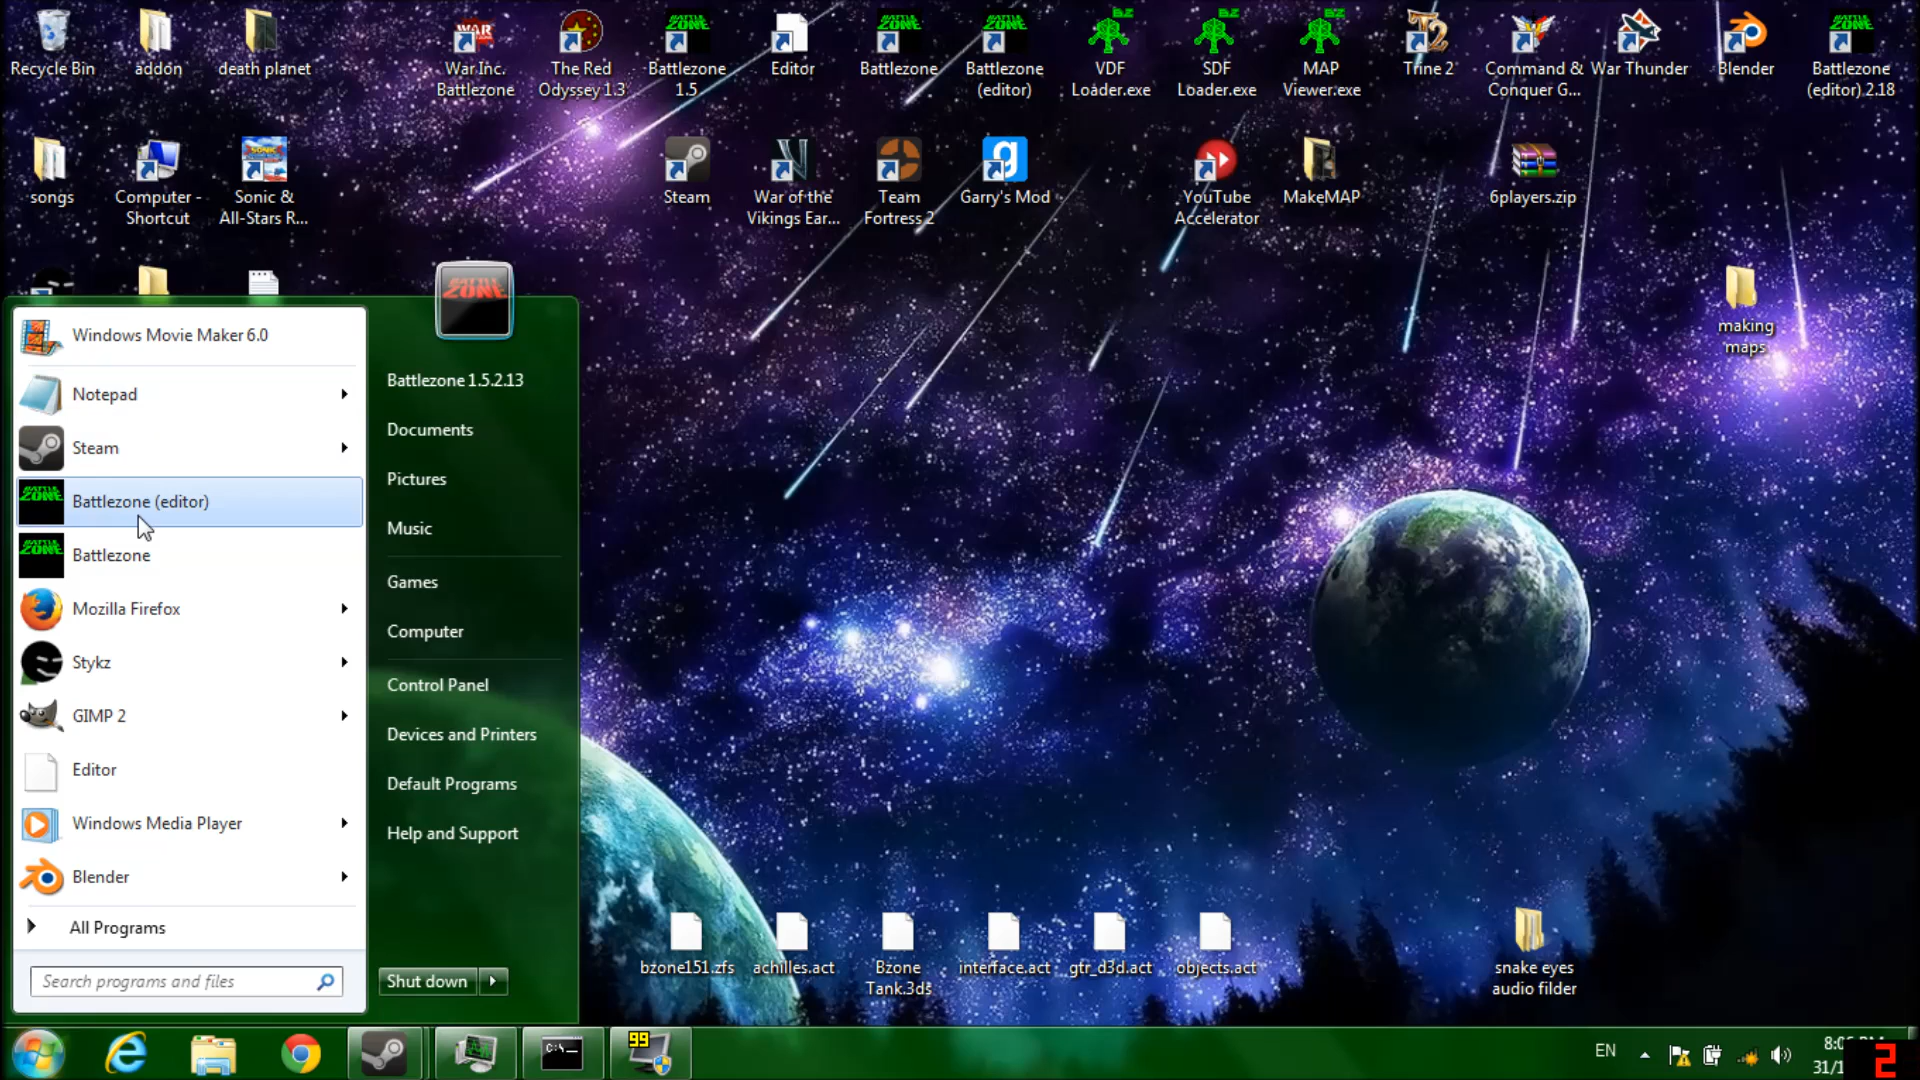 Recycle Bin
addon
death planet
War Inc.
Battlezone
The Red
Odyssey 1.3
Battlezone
1.5
Editor
Battlezone
Battlezone
(editor)
VDF
Loader.exe
SDF
Loader.exe
MAP
Viewer.exe
Trine 2
Command &
Conquer G...
War Thunder
Blender
Battlezone
(editor) 2.18
songs
Computer -
Shortcut
Sonic &
All-Stars R...
Steam
War of the
Vikings Ear...
Team
Fortress 2
Garry's Mod
YouTube
Accelerator
MakeMAP
6players.zip
making
maps
BATTLE
ZONE
Windows Movie Maker 6.0
Notepad
Steam
Battlezone (editor)
Battlezone
Mozilla Firefox
Stykz
GIMP 2
Editor
Windows Media Player
Blender
All Programs
Search programs and files
Battlezone 1.5.2.13
Documents
Pictures
Music
Games
Computer
Control Panel
Devices and Printers
Default Programs
Help and Support
Shut down
bzone151.zfs
achilles.act
Bzone
Tank.3ds
interface.act
gtr_d3d.act
objects.act
snake eyes
audio filder
C:\_
99
EN
2